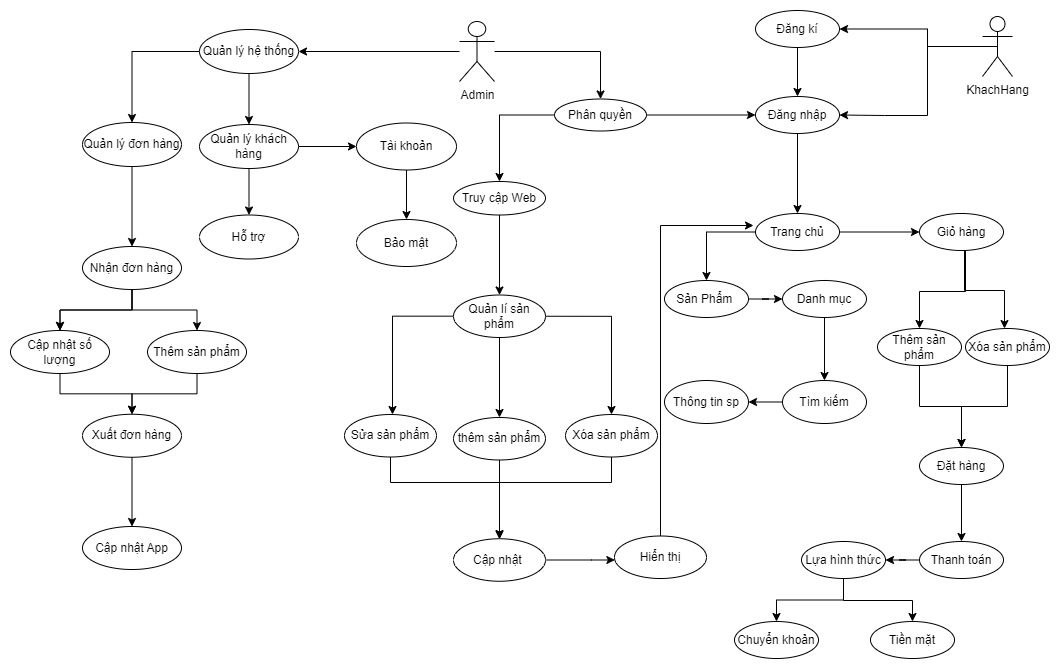 Đăng kí
Quản lý hệ thống
Admin
KhachHang
Phân quyền
Đăng nhập
Quản lý đơn hàng
Quản lý khách
hàng
Tài khoản
Truy cập Web
Hỗ trợ
Bảo mật
Trang chủ
Giỏ hàng
Nhận đơn hàng
Sản Phẩm
Danh mục
Quản lí sản
phẩm
Cập nhật số
lượng
Thêm sản phẩm
Thêm sản
phẩm
Xóa sản phẩm
Thông tin sp
Tìm kiếm
Xuất đơn hàng
Sửa sản phẩm
thêm sản phẩm
Xóa sản phẩm
Đặt hàng
Cập nhật App
Cập nhật
Hiển thị
Lựa hình thức
Thanh toán
Chuyển khoản
Tiền mặt